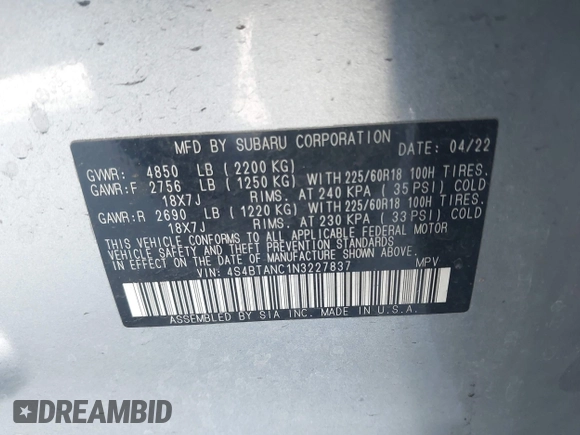 MFD BY SUBARU CORPORATION DATE: 04/22
GVWR: 4850 LB (2200 KG)
GAWR:F 2756 LB (1250 KG) WITH 225/60R18 100H TIRES.
18X7J RIMS. AT 240 KPA (35 PSI) COLD
GAWR:R 2690 LB (1220 KG) WITH 225/60R18 100H TIRES.
18X7J RIMS. AT 230 KPA (33 PSI) COLD
THIS VEHICLE CONFORMS TO ALL APPLICABLE FEDERAL MOTOR
VEHICLE SAFETY, BUMPER, AND THEFT PREVENTION STANDARDS
IN EFFECT ON THE DATE OF MANUFACTURE SHOWN ABOVE.
VIN: 4S4BTANC1N3227837 MPV
ASSEMBLED BY SIA INC. MADE IN U.S.A.
DREAMBID